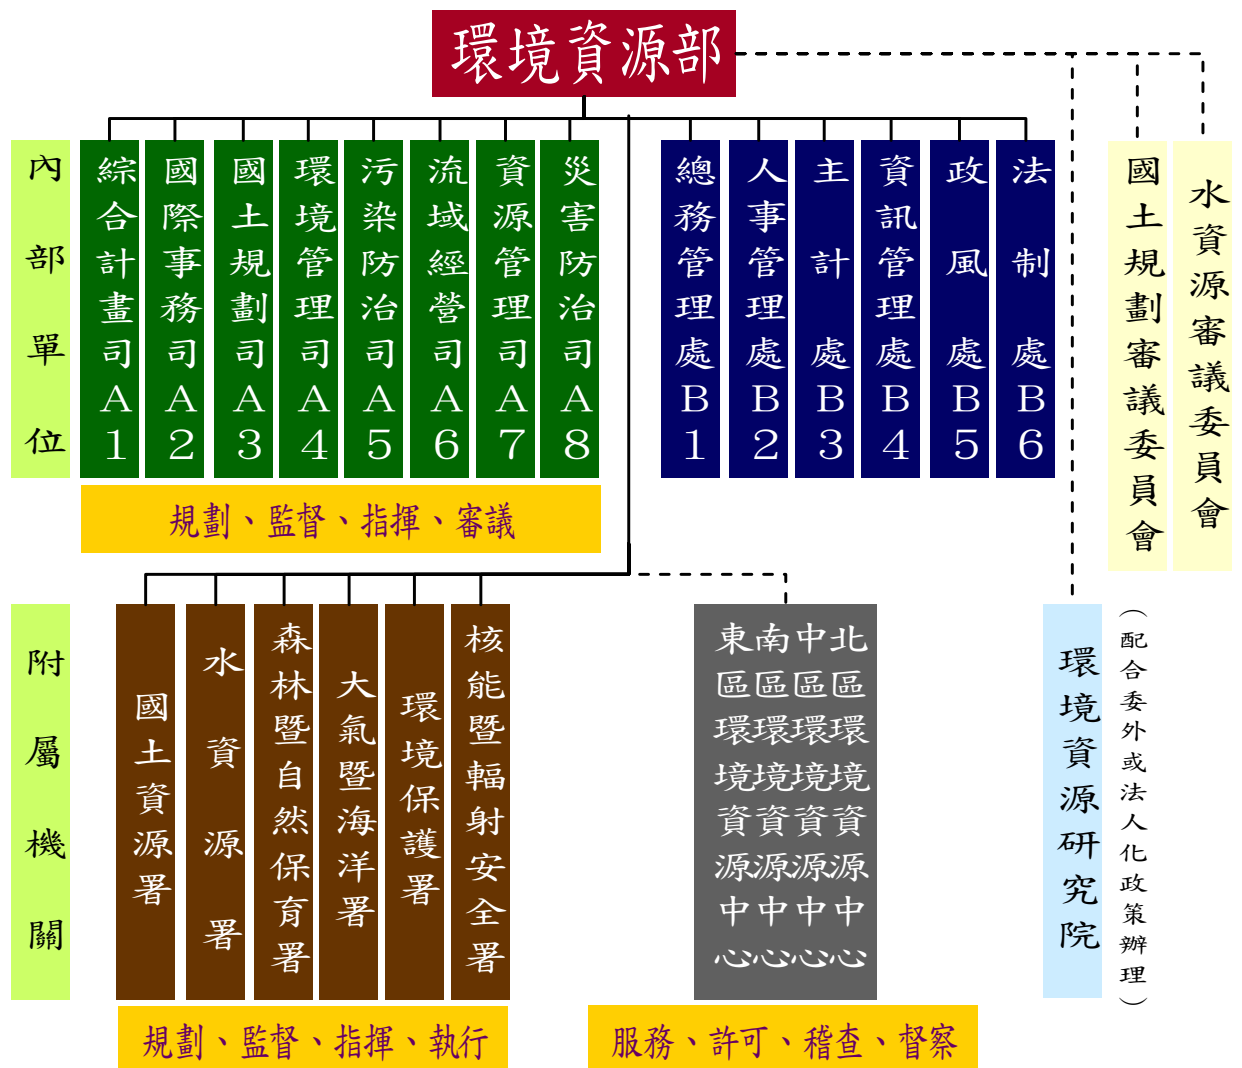 環境資源部
內部單位
綜合計畫司A1
國際事務司A2
國土規劃司A3
環境管理司A4
污染防治司A5
流域經營司A6
資源管理司A7
災害防治司A8
總務管理處B1
人事管理處B2
主計處B3
資訊管理處B4
政風處B5
法制處B6
國土規劃審議委員會
水資源審議委員會
規劃、監督、指揮、審議
附屬機關
國土資源署
水資源署
森林暨自然保育署
大氣暨海洋署
環境保護署
核能暨輻射安全署
東區環境資源中心
南區環境資源中心
中區環境資源中心
北區環境資源中心
環境資源研究院
（配合委外或法人化政策辦理）
規劃、監督、指揮、執行
服務、許可、稽查、督察